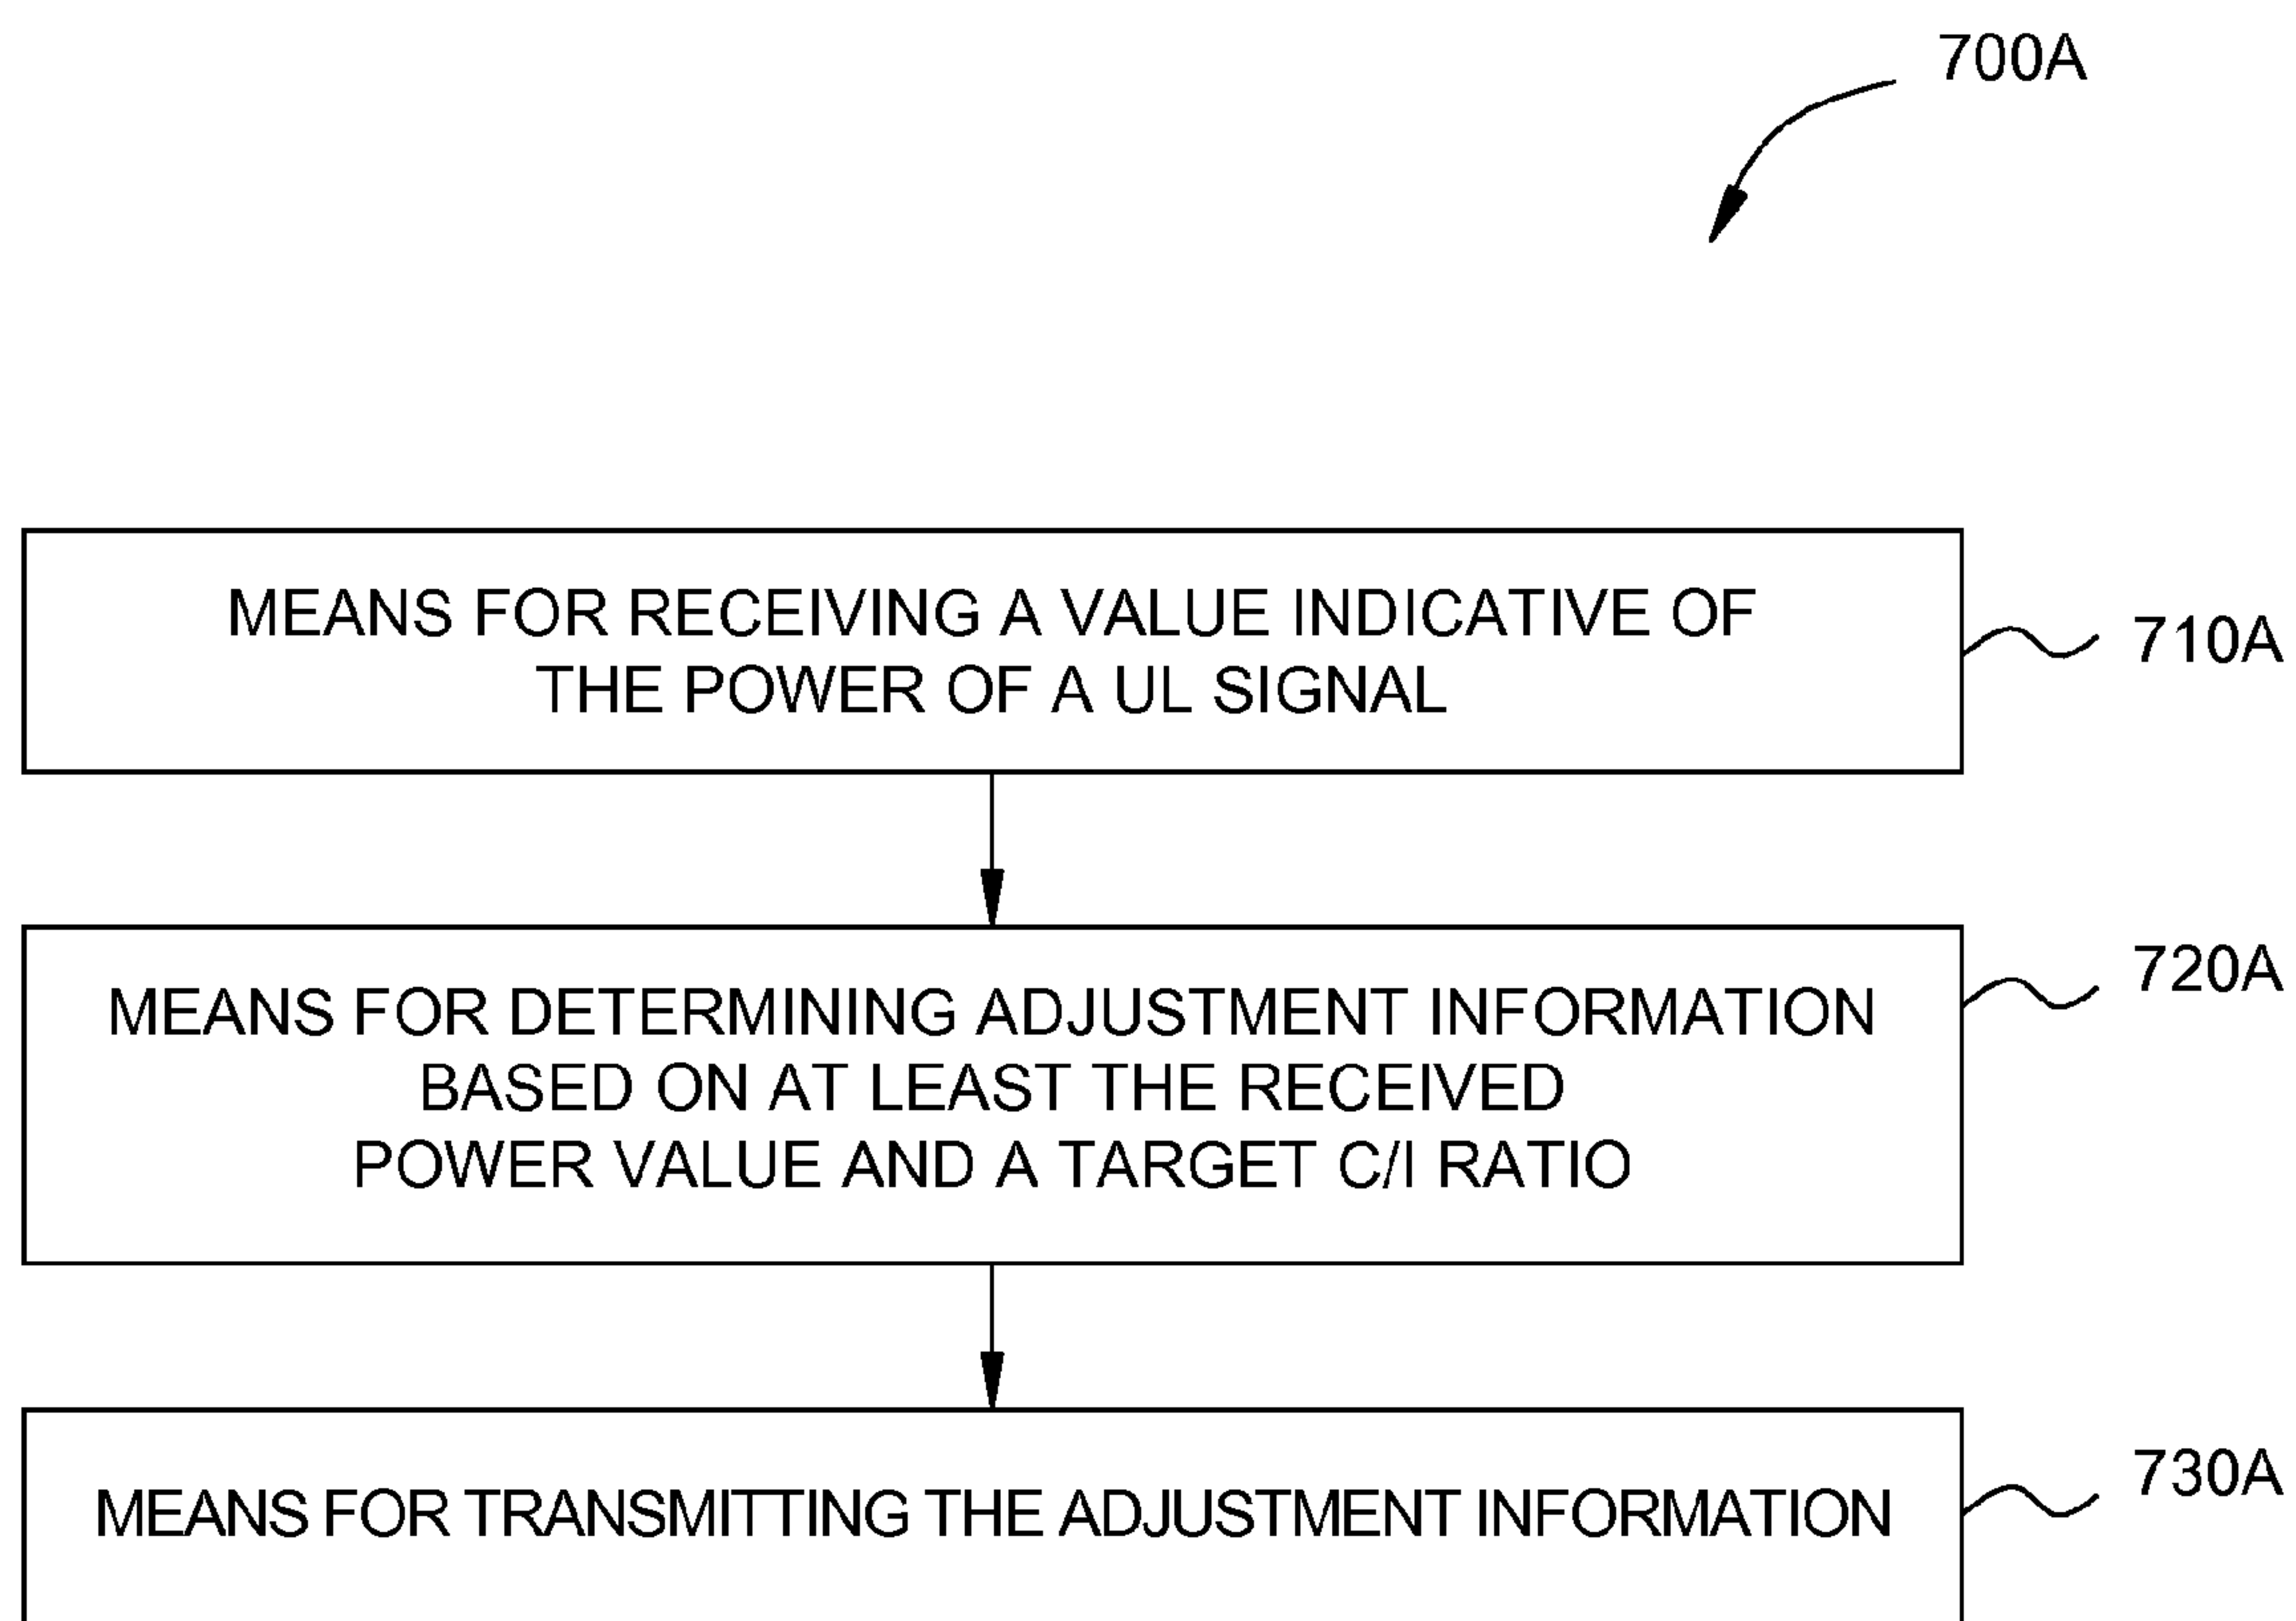 700A
MEANS FOR RECEIVING A VALUE INDICATIVE OF
THE POWER OF A UL SIGNAL
710A
MEANS FOR DETERMINING ADJUSTMENT INFORMATION
BASED ON AT LEAST THE RECEIVED
POWER VALUE AND A TARGET C/I RATIO
720A
MEANS FOR TRANSMITTING THE ADJUSTMENT INFORMATION
730A